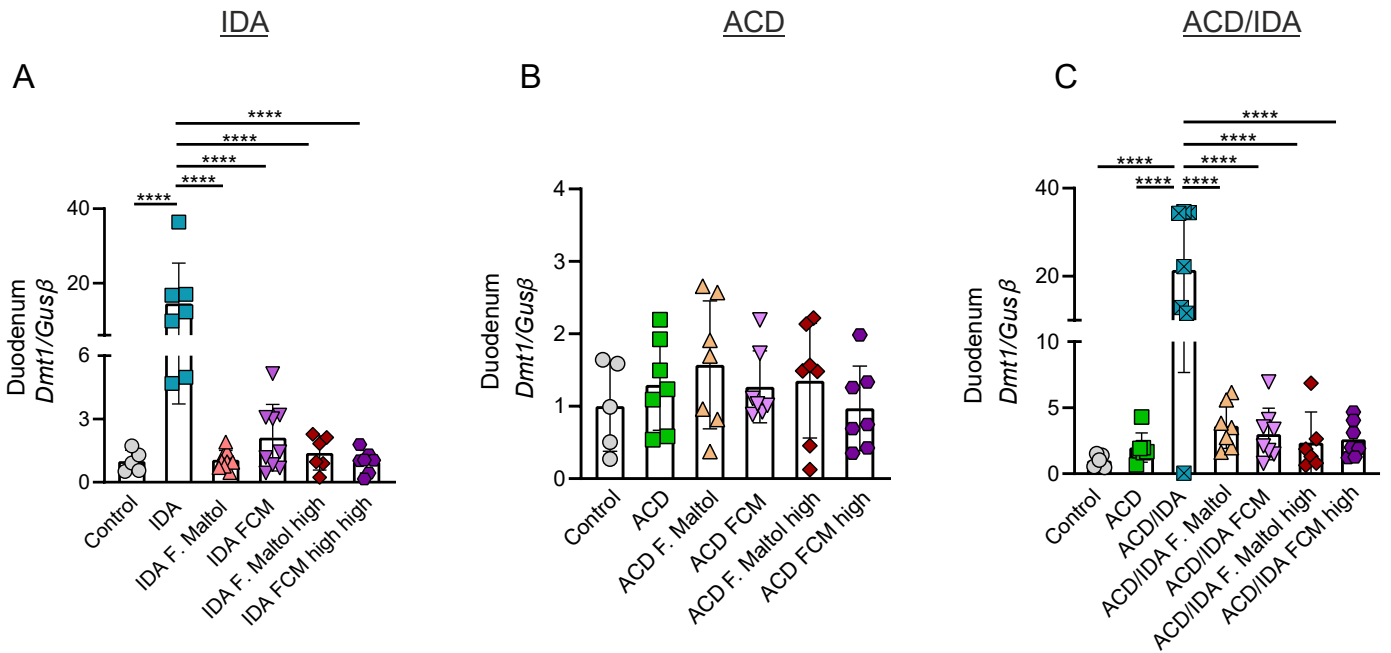 IDA
ACD
ACD/IDA
A
B
C
****
****
****
****
****
Duodenum
Dmt1/Gusβ
40
20
6
3
0
Control
IDA
IDA F. Maltol
IDA FCM
IDA F. Maltol high
IDA FCM high high
Duodenum
Dmt1/Gusβ
4
3
2
1
0
Control
ACD
ACD F. Maltol
ACD FCM
ACD F. Maltol high
ACD FCM high
****
****
****
****
****
****
Duodenum
Dmt1/Gusβ
40
20
10
5
0
Control
ACD
ACD/IDA
ACD/IDA F. Maltol
ACD/IDA FCM
ACD/IDA F. Maltol high
ACD/IDA FCM high